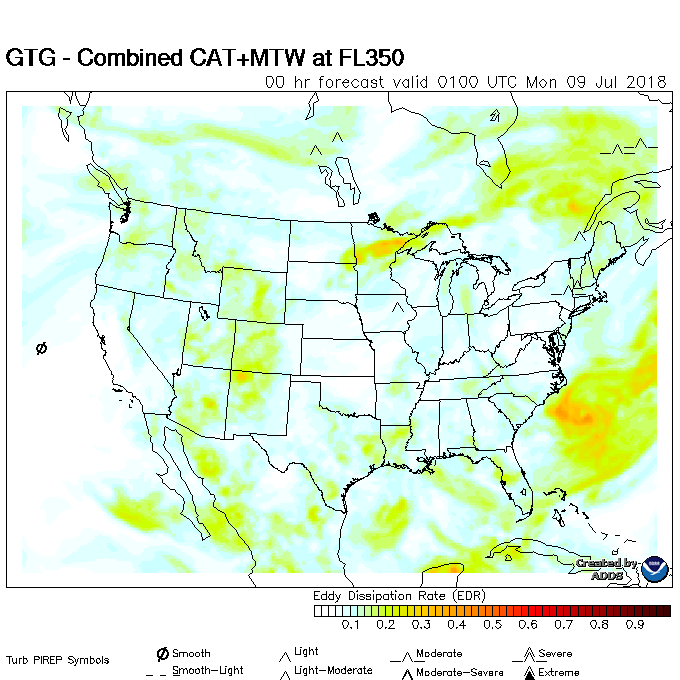 GTG - Combined CAT+MTW at FL350
00 hr forecast valid 0100 UTC Mon 09 Jul 2018
Created by
ADDS
Eddy Dissipation Rate (EDR)
0.1 0.2 0.3 0.4 0.5 0.6 0.7 0.8 0.9
Turb PIREP Symbols
Smooth Light Moderate Severe
Smooth-Light Light-Moderate Moderate-Severe Extreme